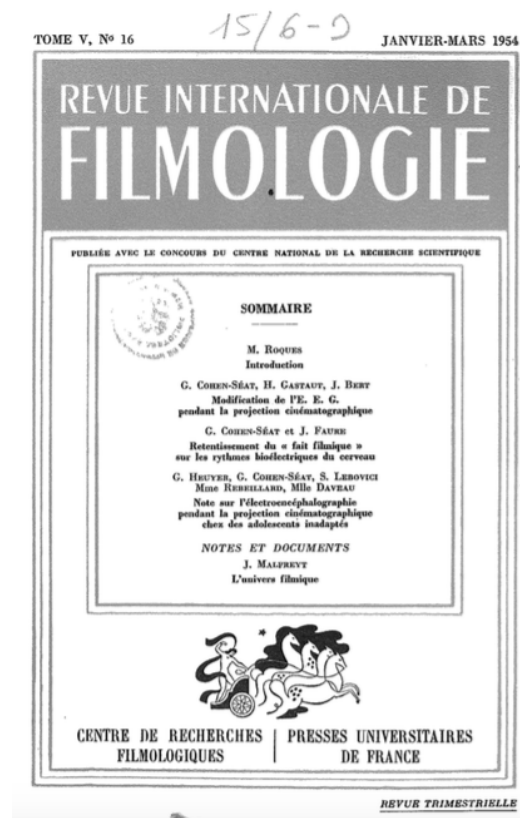 15/6-9
TOME V, Nº 16
JANVIER-MARS 1954
REVUE INTERNATIONALE DE
FILMOLOGIE
PUBLIÉE AVEC LE CONCOURS DU CENTRE NATIONAL DE LA RECHERCHE SCIENTIFIQUE
SOMMAIRE
M. ROQUES
Introduction
G. COHEN-SÉAT, H. GASTAUT, J. BERT
Modification de l'E. E. G.
pendant la projection cinématographique
G. COHEN-SÉAT et J. FAURE
Retentissement du « fait filmique »
sur les rythmes bioélectriques du cerveau
G. HEUYER, G. COHEN-SÉAT, S. LEBOVICI
Mme REBEILLARD, Mlle DAVEAU
Note sur l'électroencéphalographie
pendant la projection cinématographique
chez des adolescents inadaptés
NOTES ET DOCUMENTS
J. MALFREYT
L'univers filmique
CENTRE DE RECHERCHES
FILMOLOGIQUES
PRESSES UNIVERSITAIRES
DE FRANCE
REVUE TRIMESTRIELLE